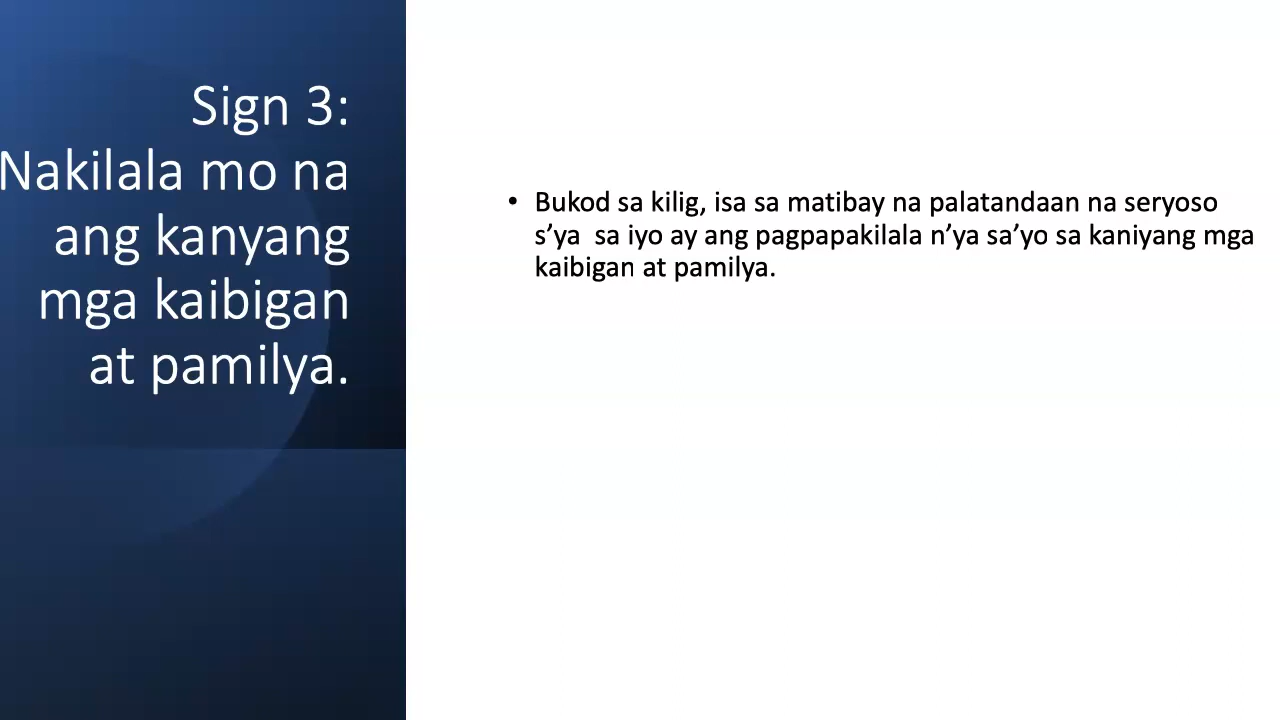 Sign 3:
Nakilala mo na
ang kanyang
mga kaibigan
at pamilya.
• Bukod sa kilig, isa sa matibay na palatandaan na seryoso
s’ya  sa iyo ay ang pagpapakilala n’ya sa’yo sa kaniyang mga
kaibigan at pamilya.